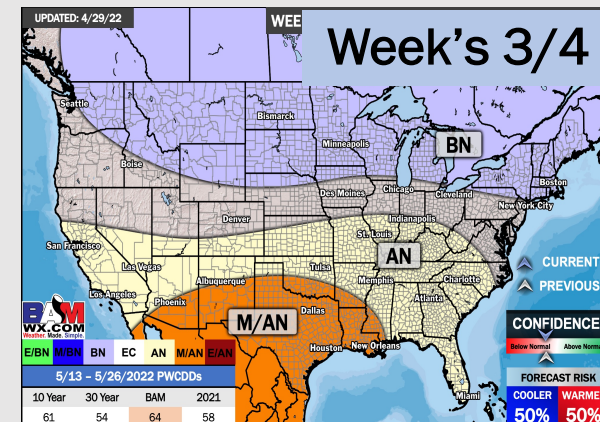 UPDATED: 4/29/22
WEE
Week's 3/4
Seattle
Bismarck
Minneapolis
BN
Boise
Boston
Des Moines
Chicago
Cleveland
New York City
Denver
Indianapolis
St. Louis
San Francisco
AN
Las Vegas
Tulsa
CURRENT
Albuquerque
Memphis
Charlotte
PREVIOUS
Los Angeles
Phoenix
Atlanta
Dallas
M/AN
BAM
WX.COM
Weather. Made. Simple.
CONFIDENCE
Houston
New Orleans
Below Normal
Above Norma
E/BN M/BN BN EC AN M/AN E/AN
5/13 – 5/26/2022 PWCDDs
FORECAST RISK
Miami
COOLER WARME
10 Year 30 Year BAM 2021
61 54 64 58
50% 50%